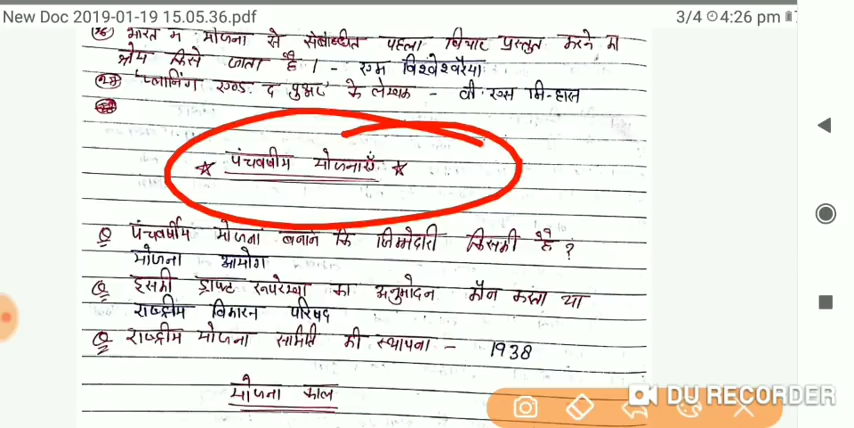 New Doc 2019-01-19 15.05.36.pdf
3/4 4:26 pm
भारत में योजना से संबंधित पहला विचार प्रस्तुत करने का
श्रेय किसे जाता है। - एम विश्वेश्वरैया
प्लानिंग एण्ड द पुअर के लेखक - वी. एस मिन्हास
★ पंचवर्षीय योजनाएँ ★
Q पंचवर्षीय योजना बनाने कि जिम्मेदारी किसकी है?
योजना आयोग
Q इसकी ड्राफ्ट रूपरेखा का अनुमोदन कौन करता था
राष्ट्रीय विकास परिषद
Q राष्ट्रीय योजना समिति की स्थापना - 1938
योजना काल
DU RECORDER